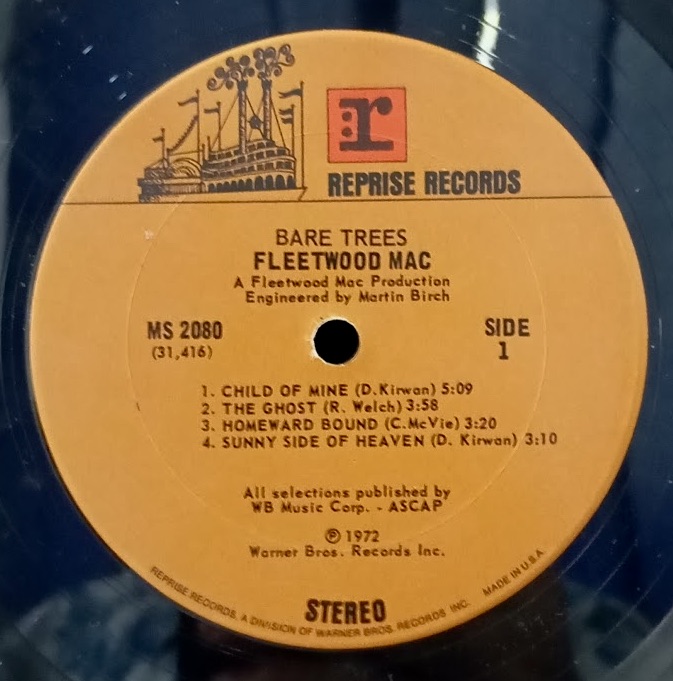 r:
REPRISE RECORDS
BARE TREES
FLEETWOOD MAC
A Fleetwood Mac Production
Engineered by Martin Birch
MS 2080
(31,416)
SIDE
1
1. CHILD OF MINE (D.Kirwan) 5:09
2. THE GHOST (R. Welch) 3:58
3. HOMEWARD BOUND (C.McVie) 3:20
4. SUNNY SIDE OF HEAVEN (D. Kirwan) 3:10
All selections published by
WB Music Corp. - ASCAP
℗ 1972
Warner Bros. Records Inc.
STEREO
REPRISE RECORDS, A DIVISION OF WARNER BROS. RECORDS INC. MADE IN U.S.A.